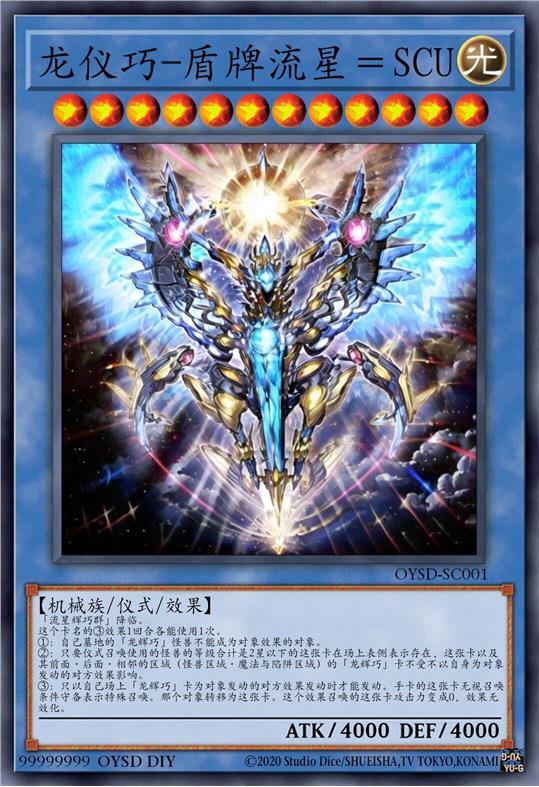 龙仪巧-盾牌流星=SCU
光
OYSD-SC001
【机械族/仪式/效果】
「流星辉巧群」降临。
这个卡名的③效果1回合各能使用1次。
①：自己墓地的「龙辉巧」怪兽不能成为对象效果的对象。
②：只要仪式召唤使用的怪兽的等级合计是2星以下的这张卡在场上表侧表示存在，这张卡以及
其前面·后面·相邻的区域（怪兽区域·魔法与陷阱区域）的「龙辉巧」卡不受不以自身为对象
发动的对方效果影响。
③：只以自己场上「龙辉巧」卡为对象发动的对方效果发动时才能发动。手卡的这张卡无视召唤
条件守备表示特殊召唤。那个对象转移为这张卡。这个效果召唤的这张卡攻击力变成0，效果无
效化。
ATK/4000 DEF/4000
99999999 OYSD DIY
©2020 Studio Dice/SHUEISHA,TV TOKYO,KONAMI